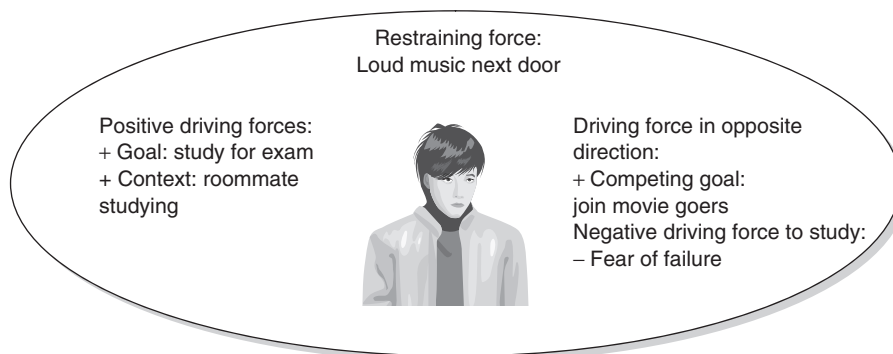 Restraining force:
Loud music next door
Positive driving forces:
+ Goal: study for exam
+ Context: roommate
studying
Driving force in opposite
direction:
+ Competing goal:
join movie goers
Negative driving force to study:
– Fear of failure